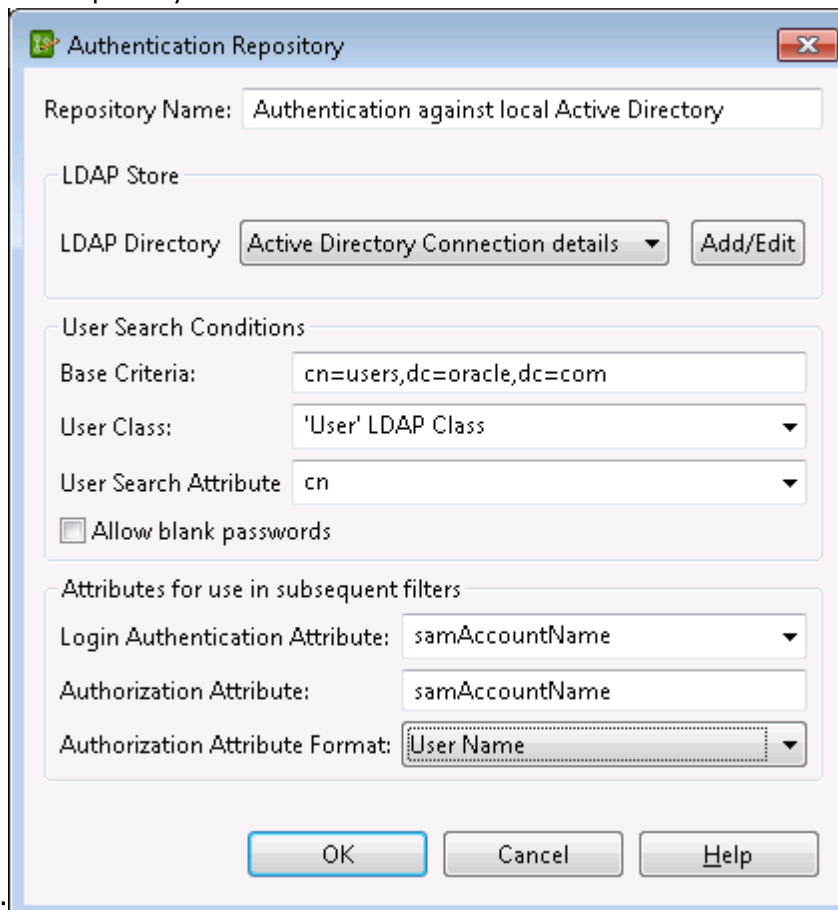 Authentication Repository
Repository Name: Authentication against local Active Directory
LDAP Store
LDAP Directory Active Directory Connection details Add/Edit
User Search Conditions
Base Criteria: cn=users,dc=oracle,dc=com
User Class: 'User' LDAP Class
User Search Attribute cn
Allow blank passwords
Attributes for use in subsequent filters
Login Authentication Attribute: samAccountName
Authorization Attribute: samAccountName
Authorization Attribute Format: User Name
OK Cancel Help
.